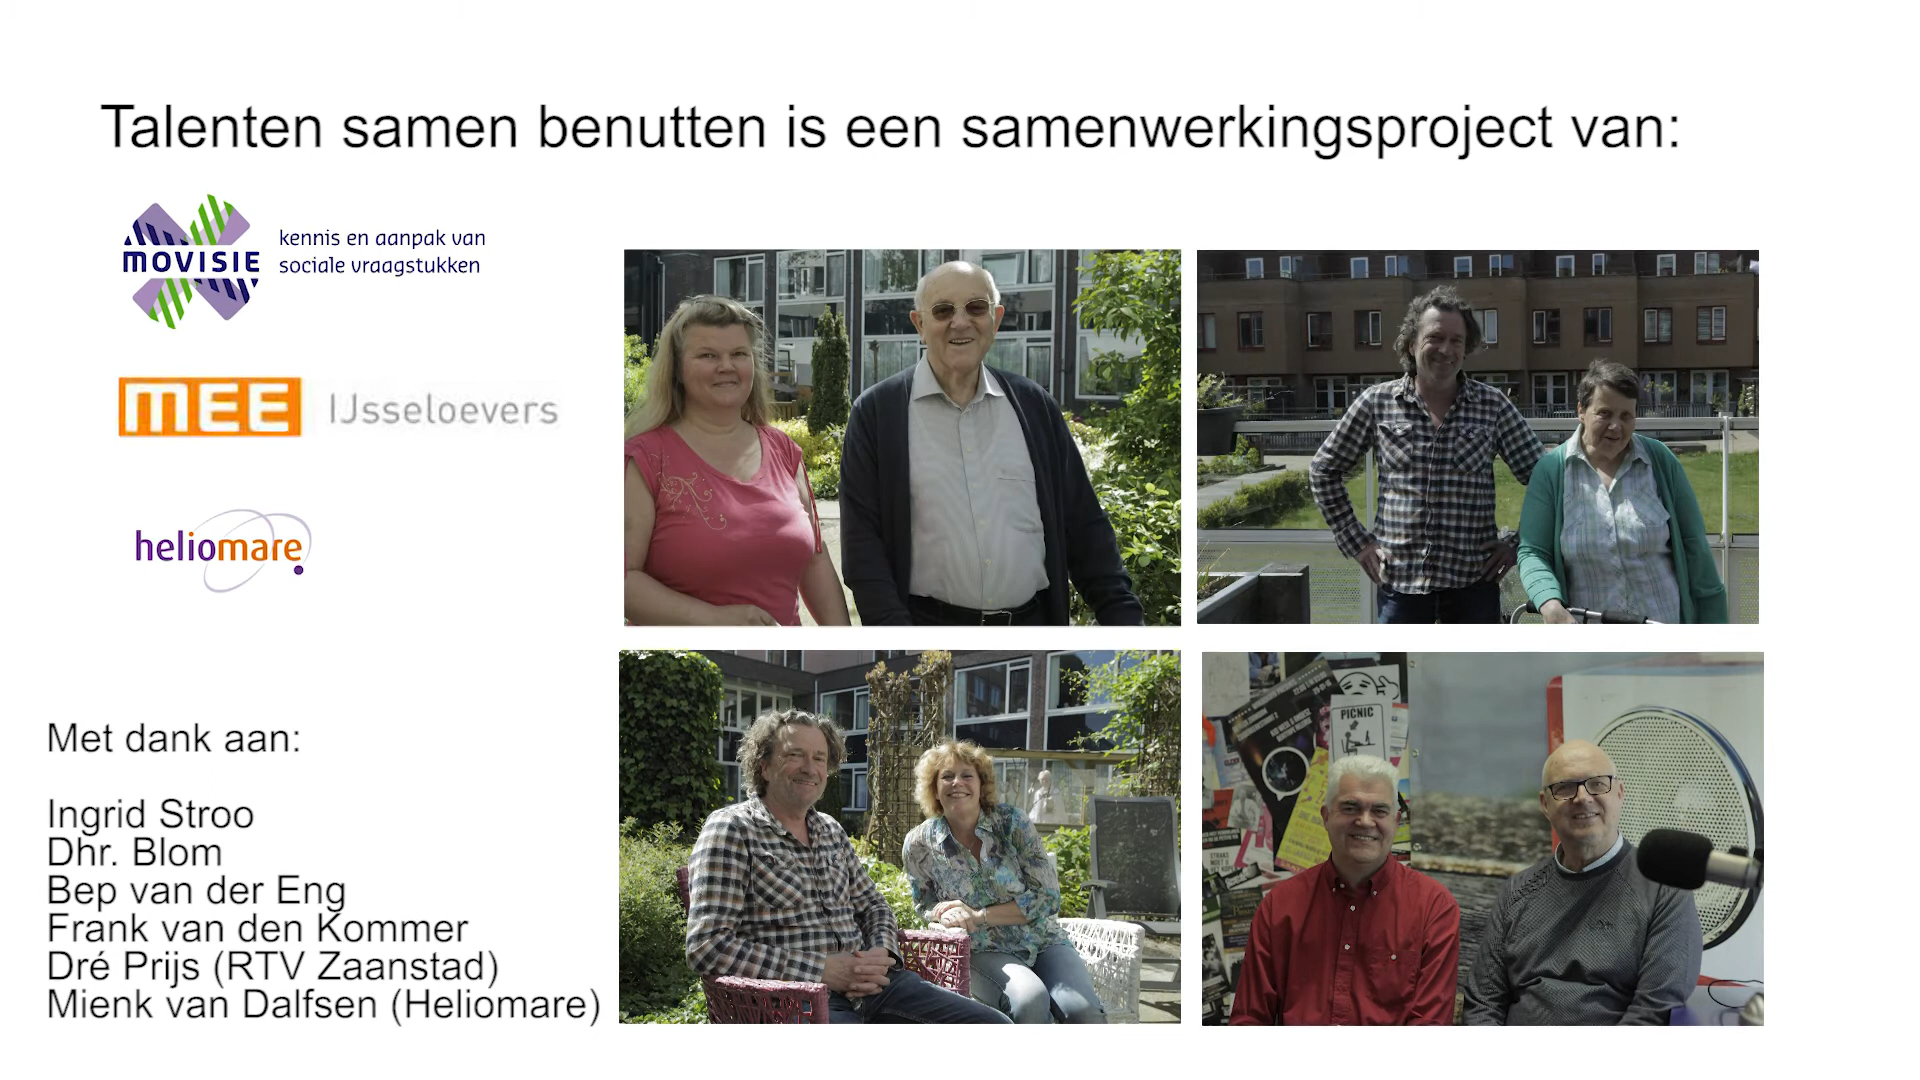 Talenten samen benutten is een samenwerkingsproject van:
MOVISIE
kennis en aanpak van
sociale vraagstukken
MEE IJsseloevers
heliomare
PICNIC
STRAKS
MOET U
Met dank aan:
Ingrid Stroo
Dhr. Blom
Bep van der Eng
Frank van den Kommer
Dré Prijs (RTV Zaanstad)
Mienk van Dalfsen (Heliomare)